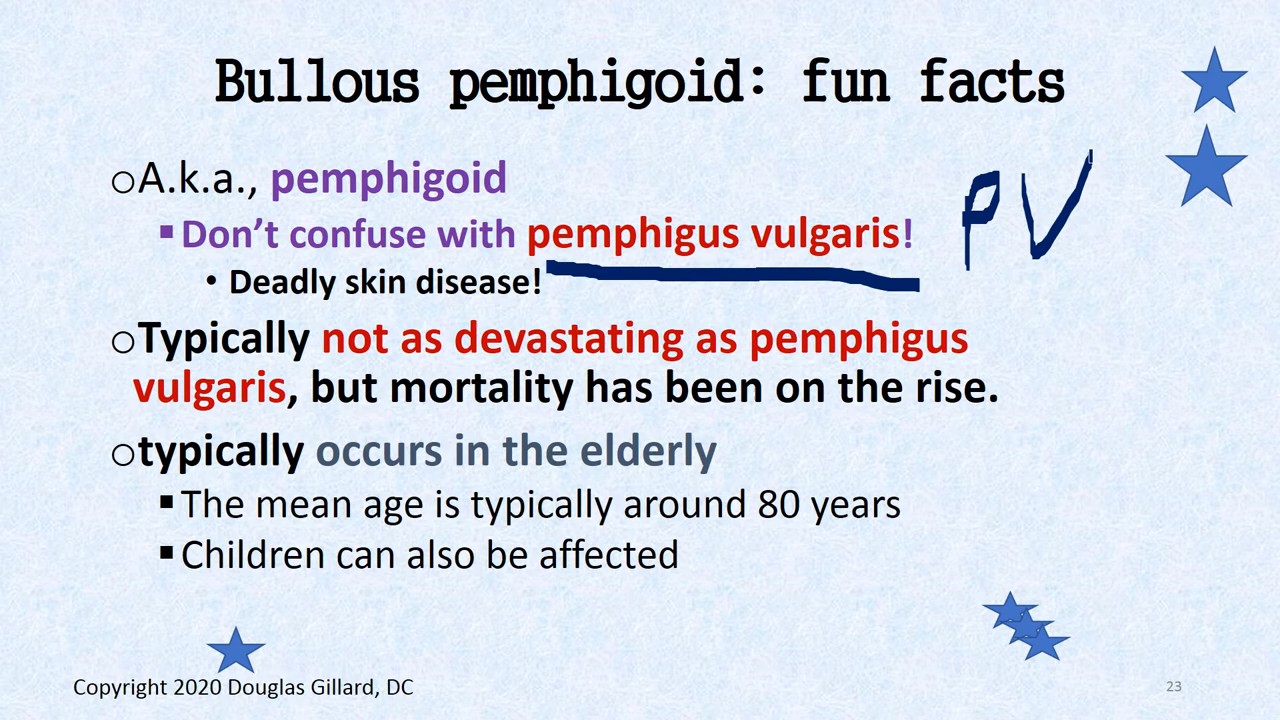 Bullous pemphigoid: fun facts
A.k.a., pemphigoid
Don't confuse with pemphigus vulgaris!
PV
Deadly skin disease!
Typically not as devastating as pemphigus
vulgaris, but mortality has been on the rise.
typically occurs in the elderly
The mean age is typically around 80 years
Children can also be affected
Copyright 2020 Douglas Gillard, DC
23